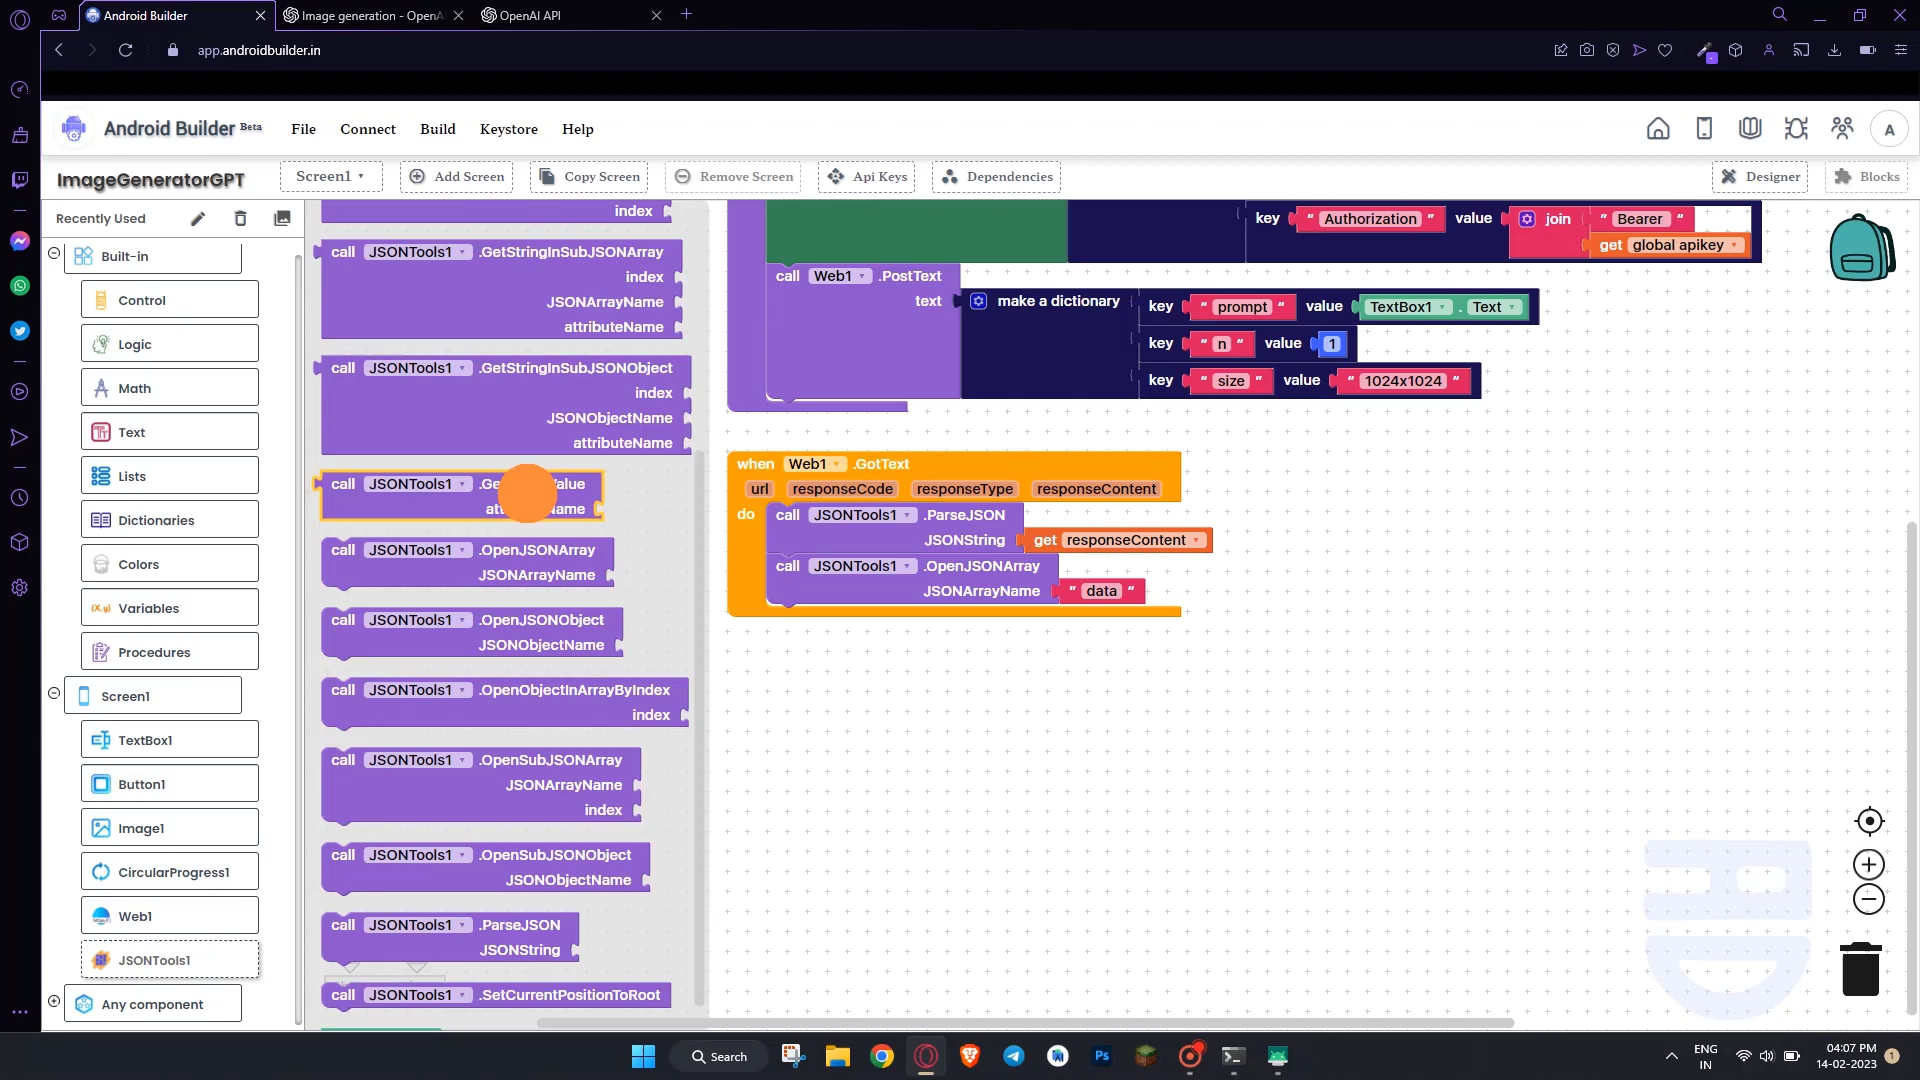 Android Builder
Image generation - OpenA
OpenAI API
app.androidbuilder.in
Android Builder Beta
File
Connect
Build
Keystore
Help
A
ImageGeneratorGPT
Screen1
Add Screen
Copy Screen
Remove Screen
Api Keys
Dependencies
Designer
Blocks
Recently Used
Built-in
Control
Logic
Math
Text
Lists
Dictionaries
Colors
Variables
Procedures
Screen1
TextBox1
Button1
Image1
CircularProgress1
Web1
JSONTools1
Any component
index
call JSONTools1 .GetStringInSubJSONArray
index
JSONArrayName
attributeName
call JSONTools1 .GetStringInSubJSONObject
index
JSONObjectName
attributeName
call JSONTools1
call JSONTools1 .OpenJSONArray
JSONArrayName
call JSONTools1 .OpenJSONObject
JSONObjectName
call JSONTools1 .OpenObjectInArrayByIndex
index
call JSONTools1 .OpenSubJSONArray
JSONArrayName
index
call JSONTools1 .OpenSubJSONObject
JSONObjectName
call JSONTools1 .ParseJSON
JSONString
call JSONTools1 .SetCurrentPositionToRoot
key " Authorization " value join " Bearer "
get global apikey
call Web1 .PostText
text make a dictionary key " prompt " value TextBox1 . Text
key " n " value 1
key " size " value " 1024x1024 "
when Web1 .GotText
url responseCode responseType responseContent
do call JSONTools1 .ParseJSON
JSONString get responseContent
call JSONTools1 .OpenJSONArray
JSONArrayName " data "
Search
Ps
ENG
IN
04:07 PM
14-02-2023
1